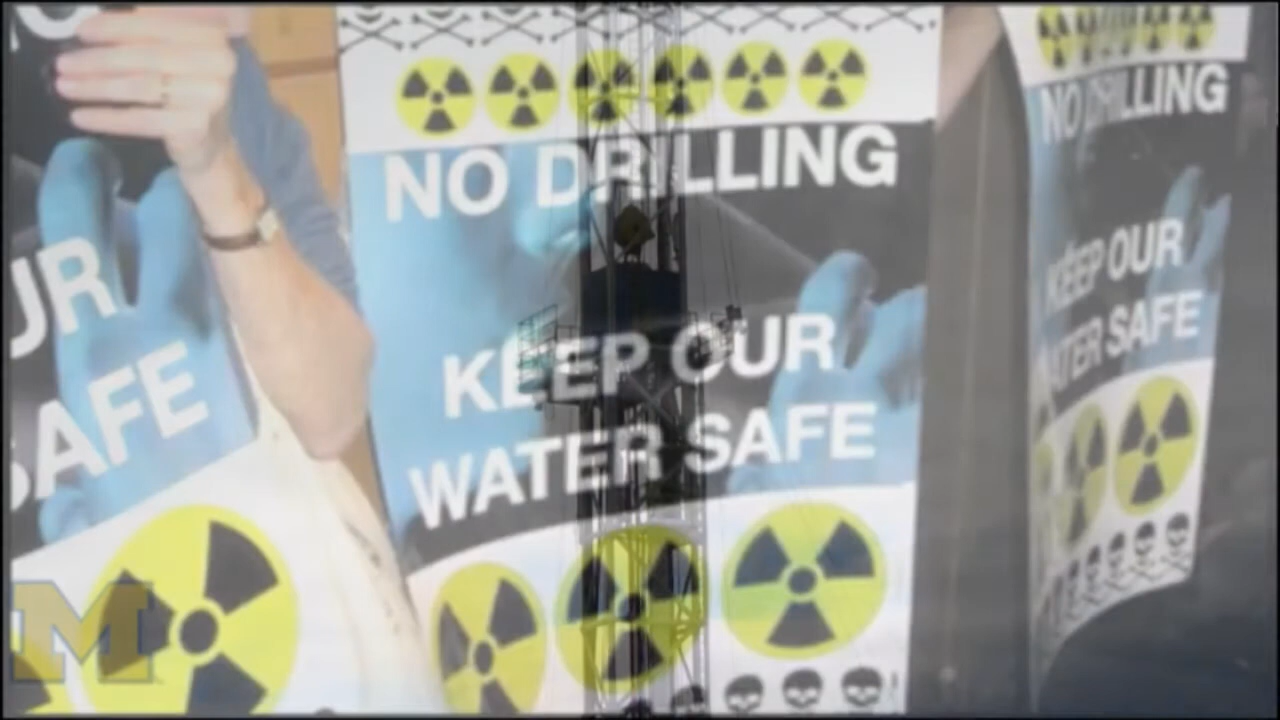 NO DRILLING
KEEP OUR
WATER SAFE
NO DRILLING
KEEP OUR
WATER SAFE
UR
SAFE
M